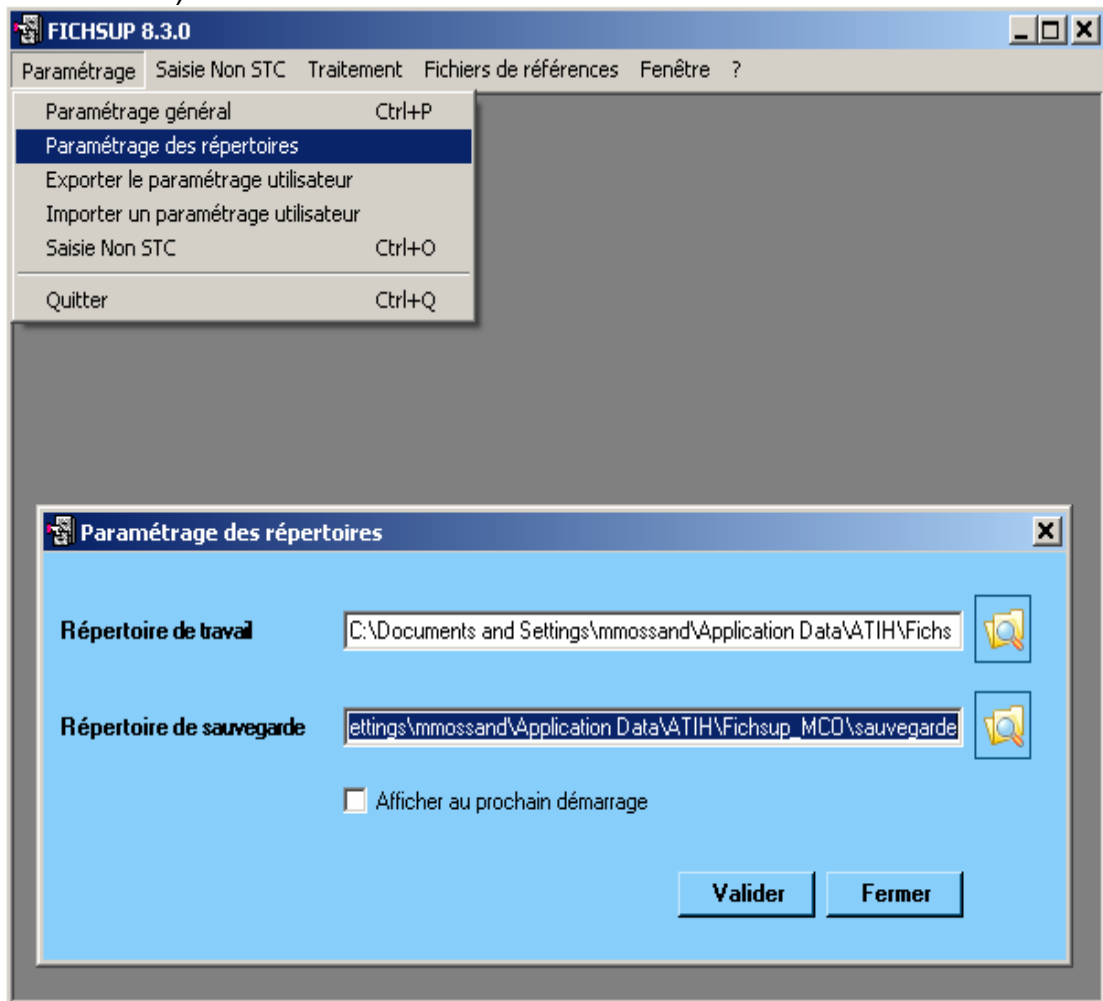 FICHSUP 8.3.0
Paramétrage Saisie Non STC Traitement Fichiers de références Fenêtre ?
Paramétrage général Ctrl+P
Paramétrage des répertoires
Exporter le paramétrage utilisateur
Importer un paramétrage utilisateur
Saisie Non STC Ctrl+O
Quitter Ctrl+Q
Paramétrage des répertoires
Répertoire de travail C:\Documents and Settings\mmossand\Application Data\ATIH\Fichs
Répertoire de sauvegarde ettings\mmossand\Application Data\ATIH\Fichsup_MCO\sauvegarde
Afficher au prochain démarrage
Valider Fermer